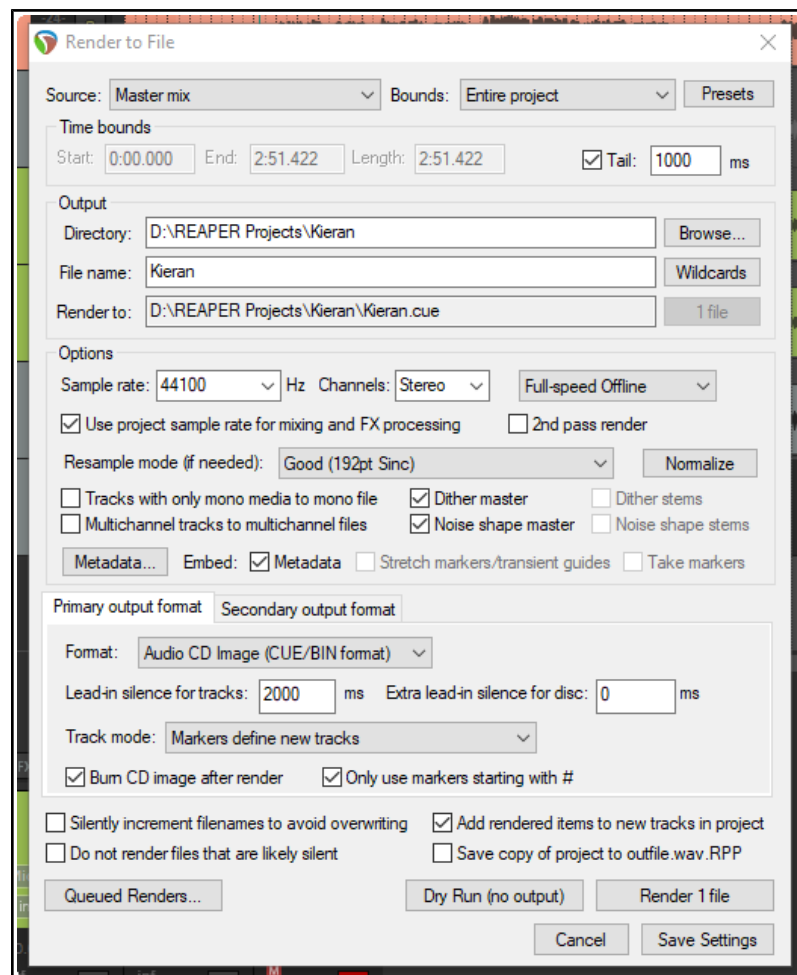 -24-
Render to File
Source: Master mix Bounds: Entire project Presets
Time bounds
Start: 0:00.000 End: 2:51.422 Length: 2:51.422 Tail: 1000 ms
Output
Directory: D:\REAPER Projects\Kieran Browse...
File name: Kieran Wildcards
Render to: D:\REAPER Projects\Kieran\Kieran.cue 1 file
Options
Sample rate: 44100 Hz Channels: Stereo Full-speed Offline
Use project sample rate for mixing and FX processing 2nd pass render
Resample mode (if needed): Good (192pt Sinc) Normalize
Tracks with only mono media to mono file Dither master Dither stems
Multichannel tracks to multichannel files Noise shape master Noise shape stems
Metadata... Embed: Metadata Stretch markers/transient guides Take markers
Primary output format Secondary output format
Format: Audio CD Image (CUE/BIN format)
Lead-in silence for tracks: 2000 ms Extra lead-in silence for disc: 0 ms
Track mode: Markers define new tracks
Burn CD image after render Only use markers starting with #
Silently increment filenames to avoid overwriting Add rendered items to new tracks in project
Do not render files that are likely silent Save copy of project to outfile.wav.RPP
Queued Renders... Dry Run (no output) Render 1 file
Cancel Save Settings
M